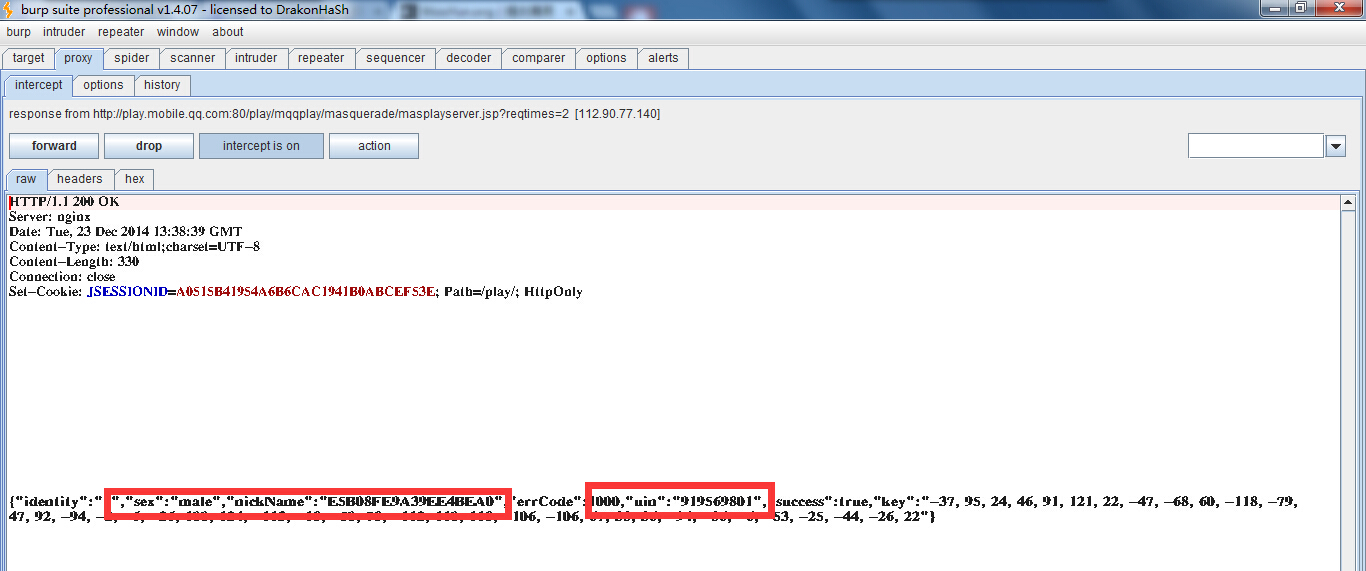 burp suite professional v1.4.07 - licensed to DrakonHaSh
burp intruder repeater window about
target proxy spider scanner intruder repeater sequencer decoder comparer options alerts
intercept options history
response from http://play.mobile.qq.com:80/play/mqqplay/masquerade/masplayserver.jsp?reqtimes=2 [112.90.77.140]
forward drop intercept is on action
raw headers hex
HTTP/1.1 200 OK
Server: nginx
Date: Tue, 23 Dec 2014 13:38:39 GMT
Content-Type: text/html;charset=UTF-8
Content-Length: 330
Connection: close
Set-Cookie: JSESSIONID=A0515B41954A6B6CAC1941B0ABCEF53E; Path=/play/; HttpOnly
{"identity":" ","sex":"male","nickName":"E5B08FE9A39EE4BEA0","errCode":1000,"uin":"919569801", success":true,"key":"-37, 95, 24, 46, 91, 121, 22, -47, -68, 60, -118, -79,
47, 92, -94, -106, -106, 53, -25, -44, -26, 22"}